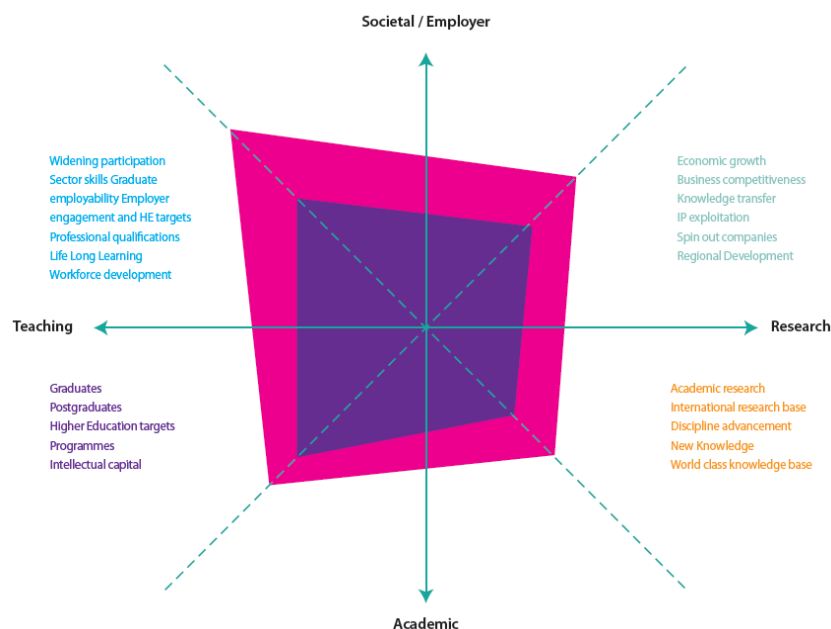 Societal / Employer
Widening participation
Sector skills Graduate
employability Employer
engagement and HE targets
Professional qualifications
Life Long Learning
Workforce development
Economic growth
Business competitiveness
Knowledge transfer
IP exploitation
Spin out companies
Regional Development
Teaching
Research
Graduates
Postgraduates
Higher Education targets
Programmes
Intellectual capital
Academic research
International research base
Discipline advancement
New Knowledge
World class knowledge base
Academic